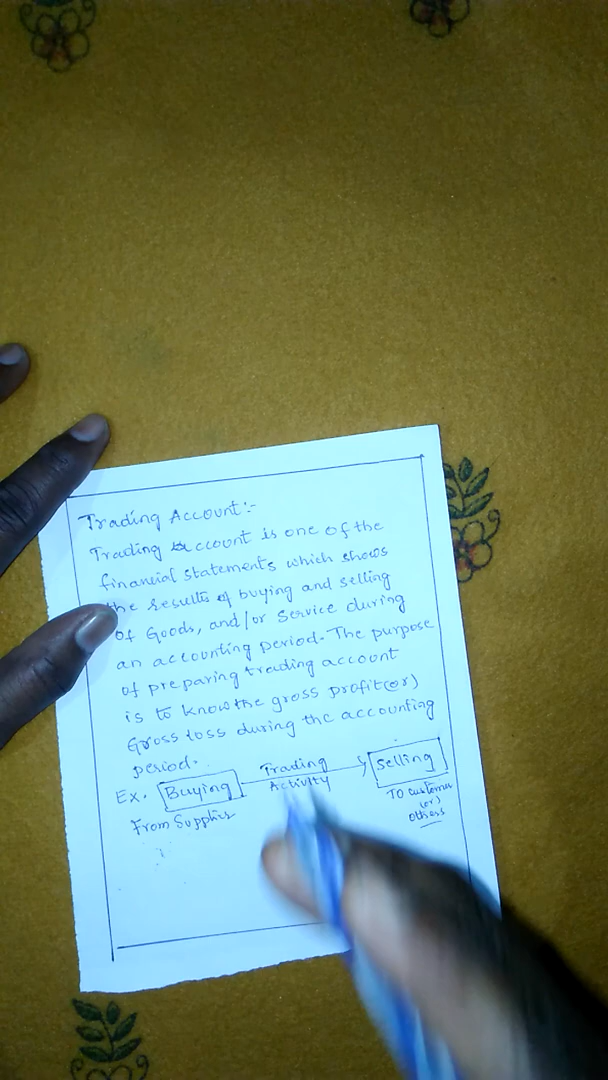 Trading Account:-
Trading Account is one of the
financial statements which shows
the results of buying and selling
of Goods, and/or Service during
an accounting period. The purpose
of preparing trading account
is to know the gross profit (or)
Gross loss during the accounting
period.
Ex. Buying Trading Activity Selling
From Supplies TO customer
(or)
others